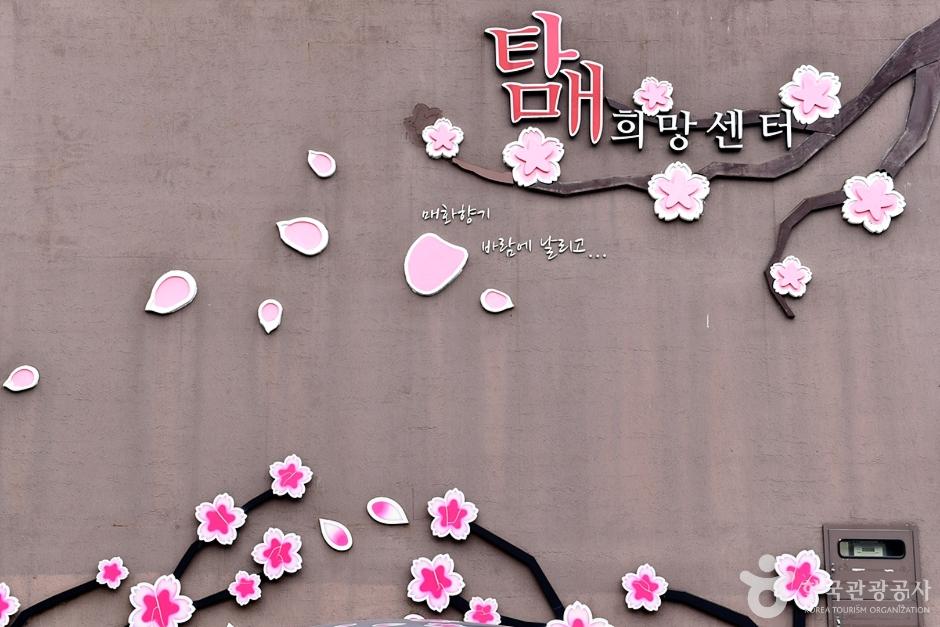 탐매
희망센터
매화향기
바람에 날리고...
한국관광공사
KOREA TOURISM ORGANIZATION